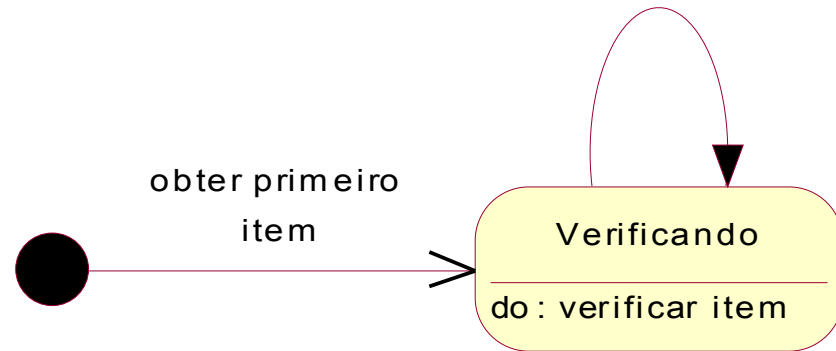 obter primeiro
item
Verificando
do : verificar item